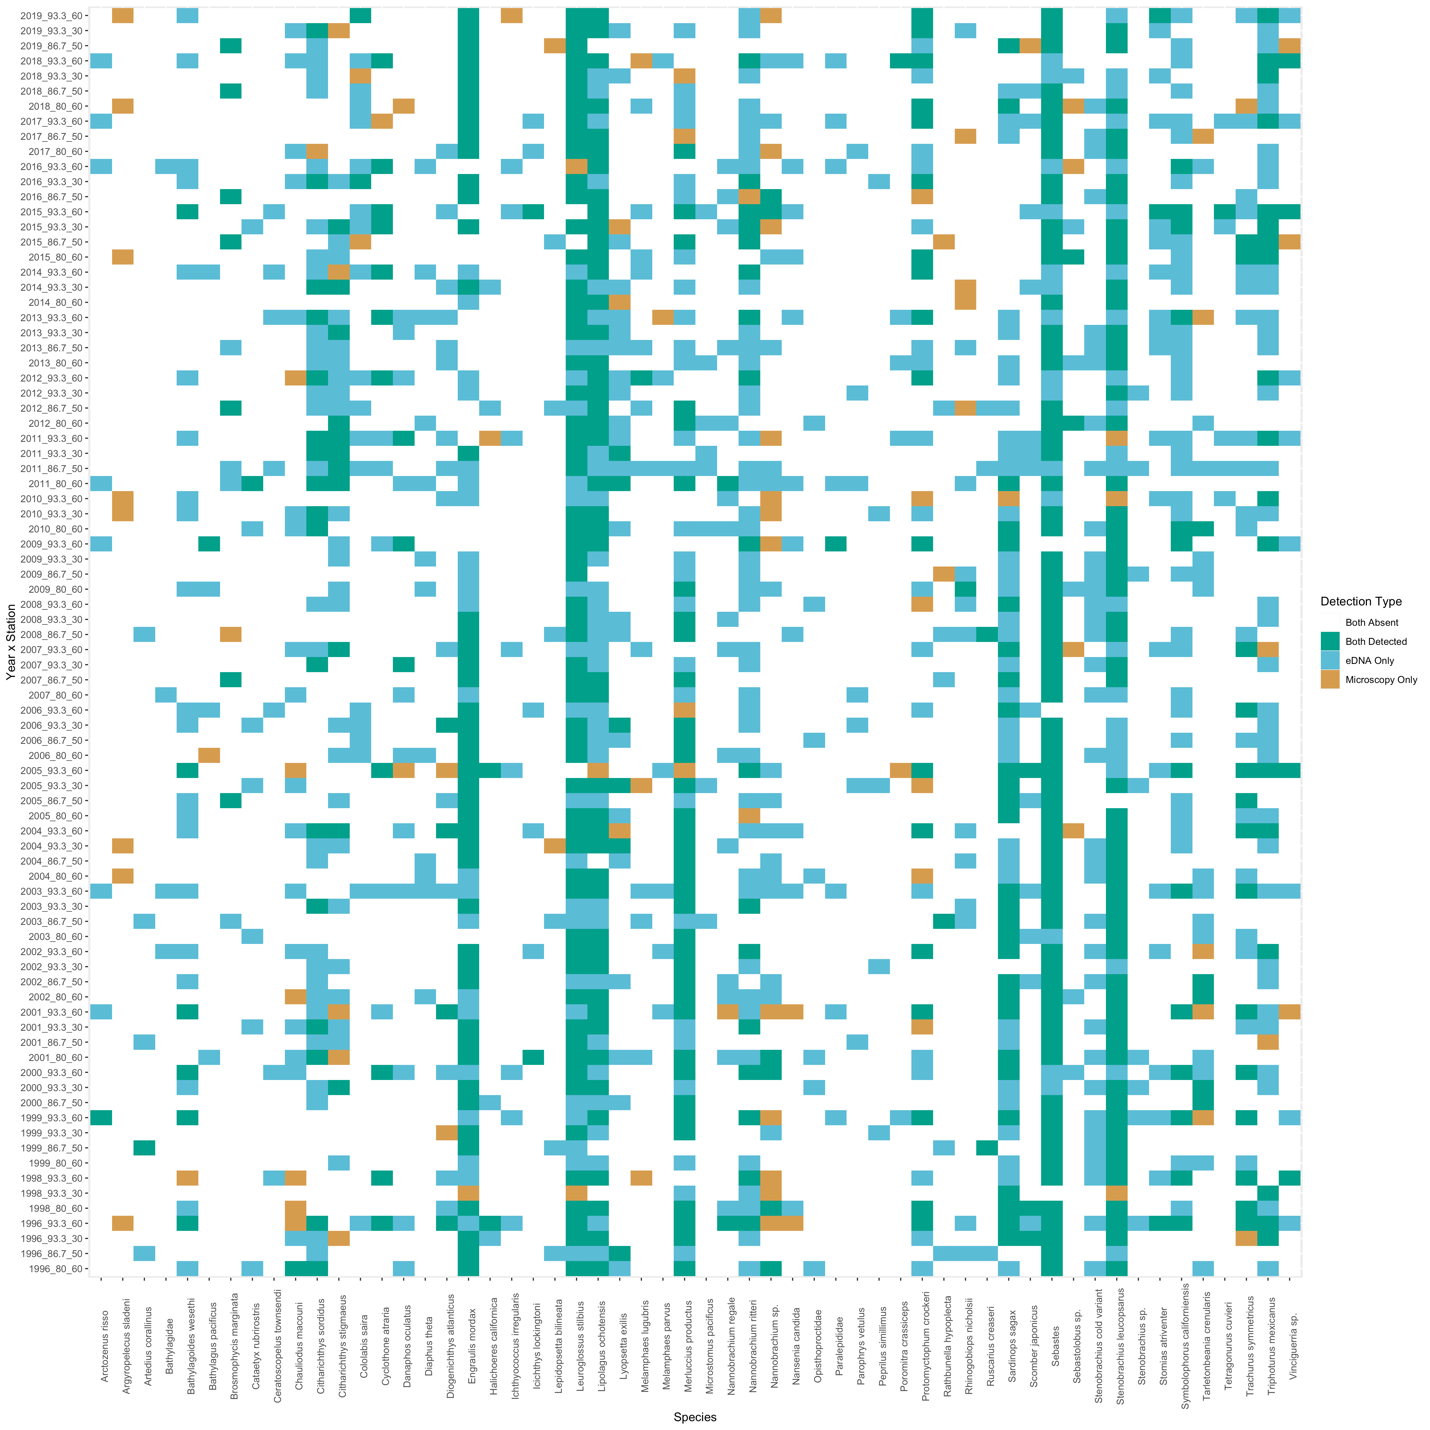 2019_93.3_60
2019_93.3_30
2019_86.7_50
2018_93.3_60
2018_93.3_30
2018_86.7_50
2018_80_60
2017_93.3_60
2017_86.7_50
2017_80_60
2016_93.3_60
2016_93.3_30
2016_86.7_50
2015_93.3_60
2015_93.3_30
2015_86.7_50
2015_80_60
2014_93.3_60
2014_93.3_30
2014_80_60
2013_93.3_60
2013_93.3_30
2013_86.7_50
2013_80_60
2012_93.3_60
2012_93.3_30
2012_86.7_50
2012_80_60
2011_93.3_60
2011_93.3_30
2011_86.7_50
2011_80_60
2010_93.3_60
2010_93.3_30
2010_80_60
2009_93.3_60
2009_93.3_30
2009_86.7_50
2009_80_60
2008_93.3_60
2008_93.3_30
2008_86.7_50
2007_93.3_60
2007_93.3_30
2007_86.7_50
2007_80_60
2006_93.3_60
2006_93.3_30
2006_86.7_50
2006_80_60
2005_93.3_60
2005_93.3_30
2005_86.7_50
2005_80_60
2004_93.3_60
2004_93.3_30
2004_86.7_50
2004_80_60
2003_93.3_60
2003_93.3_30
2003_86.7_50
2003_80_60
2002_93.3_60
2002_93.3_30
2002_86.7_50
2002_80_60
2001_93.3_60
2001_93.3_30
2001_86.7_50
2001_80_60
2000_93.3_60
2000_93.3_30
2000_86.7_50
1999_93.3_60
1999_93.3_30
1999_86.7_50
1999_80_60
1998_93.3_60
1998_93.3_30
1998_80_60
1996_93.3_60
1996_93.3_30
1996_86.7_50
1996_80_60
Year x Station
Arctozenus risso
Argyropelecus sladeni
Artedius corallinus
Bathylagidae
Bathylagoides wesethi
Bathylagus pacificus
Brosmophycis marginata
Cataetyx rubrirostris
Ceratoscopelus townsendi
Chauliodus macouni
Citharichthys sordidus
Citharichthys stigmaeus
Cololabis saira
Cyclothone atraria
Danaphos oculatus
Diaphus theta
Diogenichthys atlanticus
Engraulis mordax
Halichoeres californica
Ichthyococcus irregularis
Icichthys lockingtoni
Lepidopsetta bilineata
Leuroglossus stilbius
Lipolagus ochotensis
Lyopsetta exilis
Melamphaes lugubris
Melamphaes parvus
Merluccius productus
Microstomus pacificus
Nannobrachium regale
Nannobrachium ritteri
Nannobrachium sp.
Nansenia candida
Opisthoproctidae
Paralepididae
Parophrys vetulus
Peprilus simillimus
Poromitra crassiceps
Protomyctophum crockeri
Rathbunella hypoplecta
Rhinogobiops nicholsii
Ruscarius creaseri
Sardinops sagax
Scomber japonicus
Sebastes
Sebastolobus sp.
Stenobrachius cold variant
Stenobrachius leucopsarus
Stenobrachius sp.
Stomias atriventer
Symbolophorus californiensis
Tarletonbeania crenularis
Tetragonurus cuvieri
Trachurus symmetricus
Triphoturus mexicanus
Vinciguerria sp.
Species
Detection Type
Both Absent
Both Detected
eDNA Only
Microscopy Only